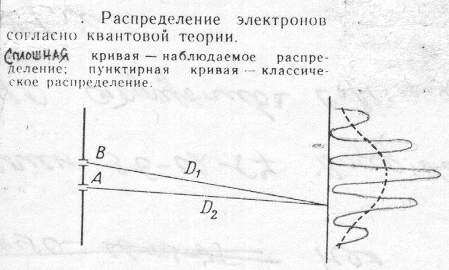 . Распределение электронов
согласно квантовой теории.
СПЛОШНАЯ кривая — наблюдаемое распре-
деление; пунктирная кривая — классиче-
ское распределение.
B
D₁
A
D₂